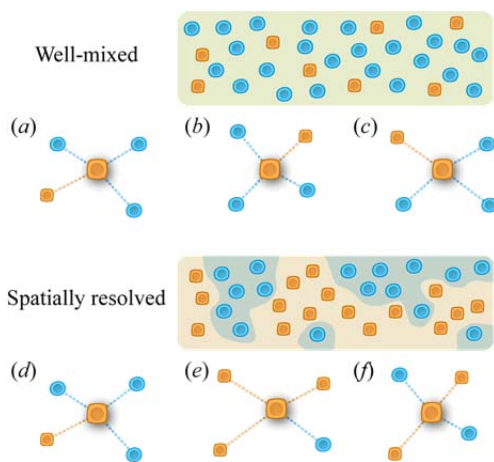 Well-mixed
(a)
(b)
(c)
Spatially resolved
(d)
(e)
(f)